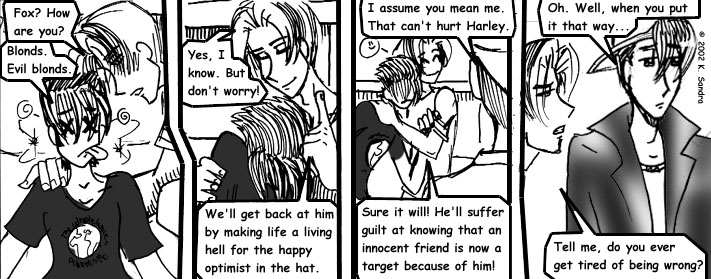 Fox? How
are you?
Blonds.
Evil blonds.
Yes, I
know. But
don't worry!
We'll get back at him
by making life a living
hell for the happy
optimist in the hat.
I assume you mean me.
That can't hurt Harley.
Sure it will! He'll suffer
guilt at knowing that an
innocent friend is now a
target because of him!
Oh. Well, when you put
it that way...
Tell me, do you ever
get tired of being wrong?
© 2002 K. Sandra